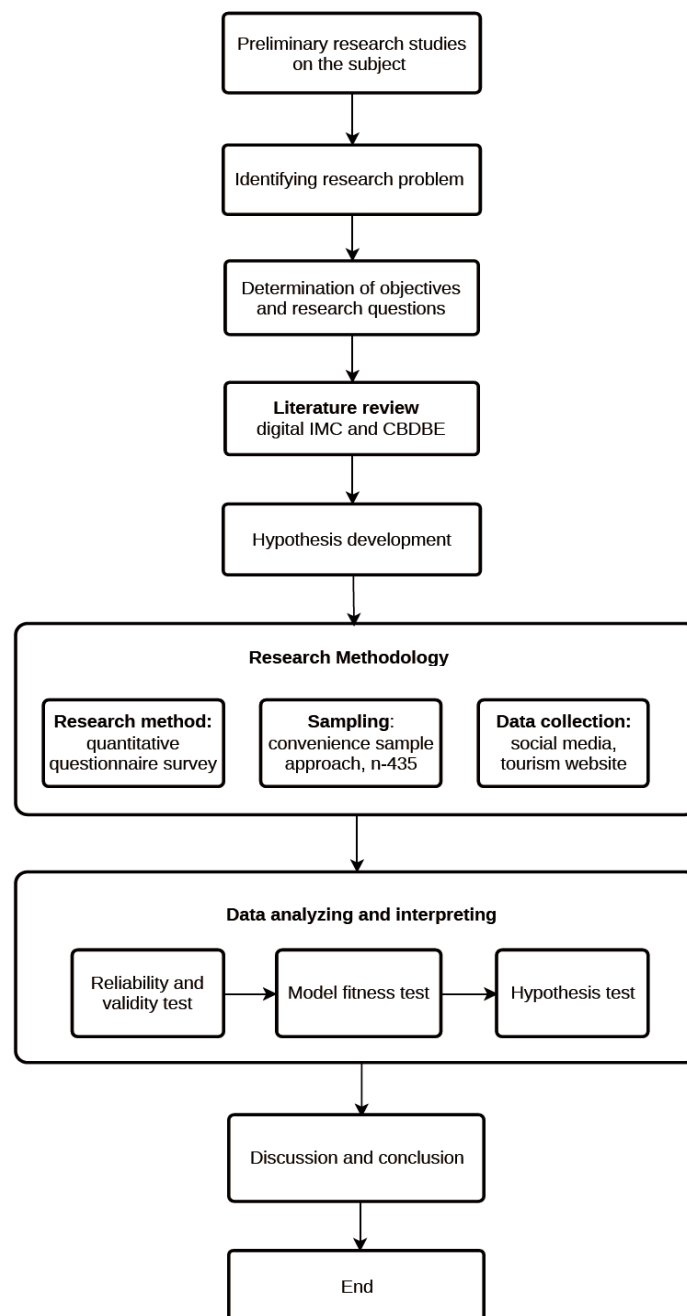 Preliminary research studies
on the subject
Identifying research problem
Determination of objectives
and research questions
Literature review
digital IMC and CBDBE
Hypothesis development
Research Methodology
Research method:
quantitative
questionnaire survey
Sampling:
convenience sample
approach, n-435
Data collection:
social media,
tourism website
Data analyzing and interpreting
Reliability and
validity test
Model fitness test
Hypothesis test
Discussion and conclusion
End